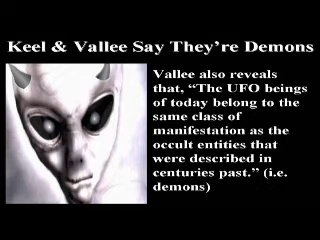 Keel & Vallee Say They're Demons
Vallee also reveals
that, “The UFO beings
of today belong to the
same class of
manifestation as the
occult entities that
were described in
centuries past.” (i.e.
demons)